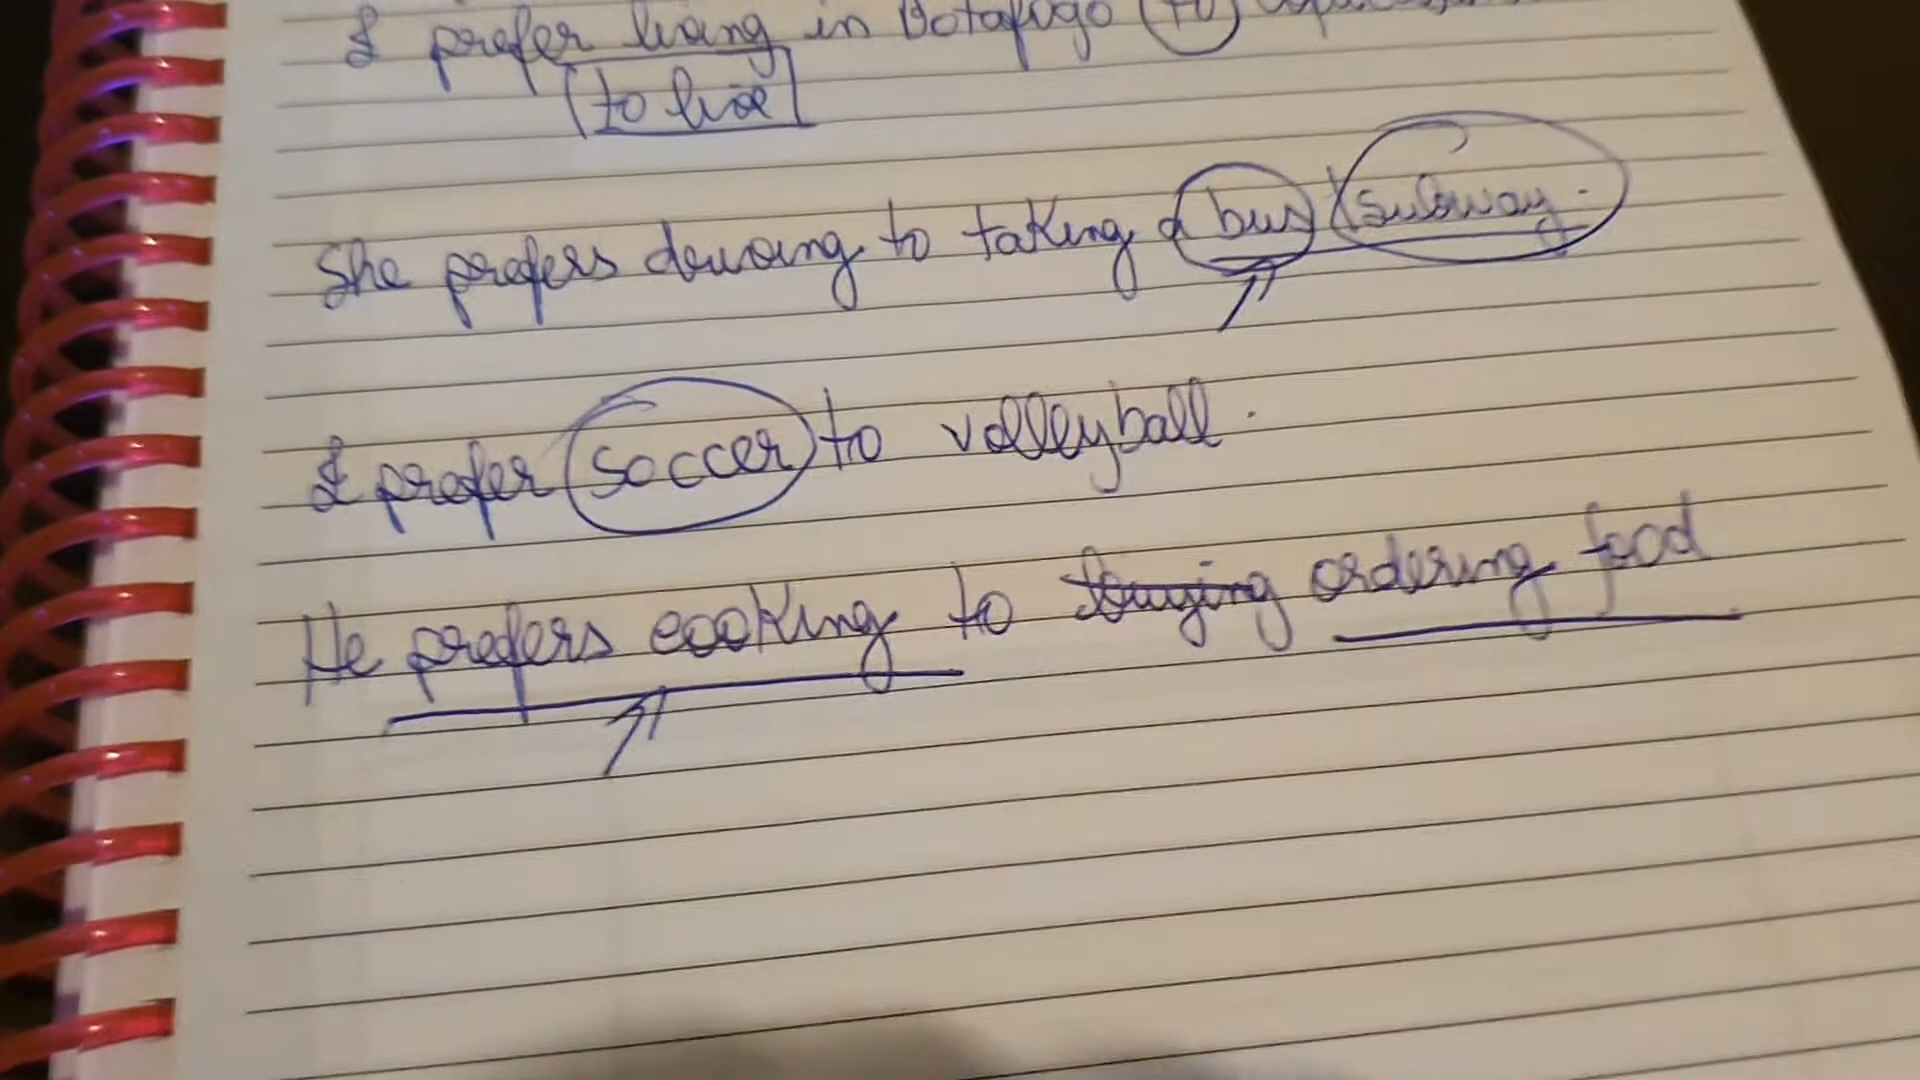 I prefer living in Botafogo to
to live
She prefers driving to taking a bus / subway.
I prefer soccer to volleyball.
He prefers cooking to buying ordering food